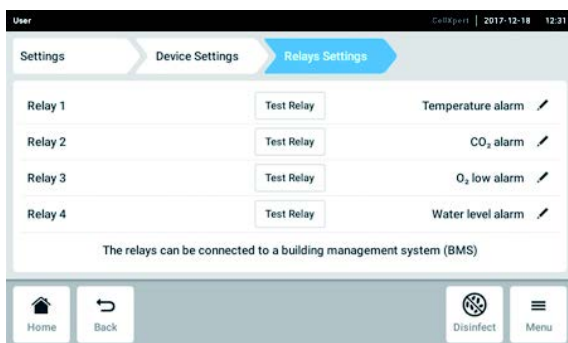 User CellXpert | 2017-12-18 12:31
Settings Device Settings Relays Settings
Relay 1 Test Relay Temperature alarm
Relay 2 Test Relay CO₂ alarm
Relay 3 Test Relay O₂ low alarm
Relay 4 Test Relay Water level alarm
The relays can be connected to a building management system (BMS)
Home Back Disinfect Menu